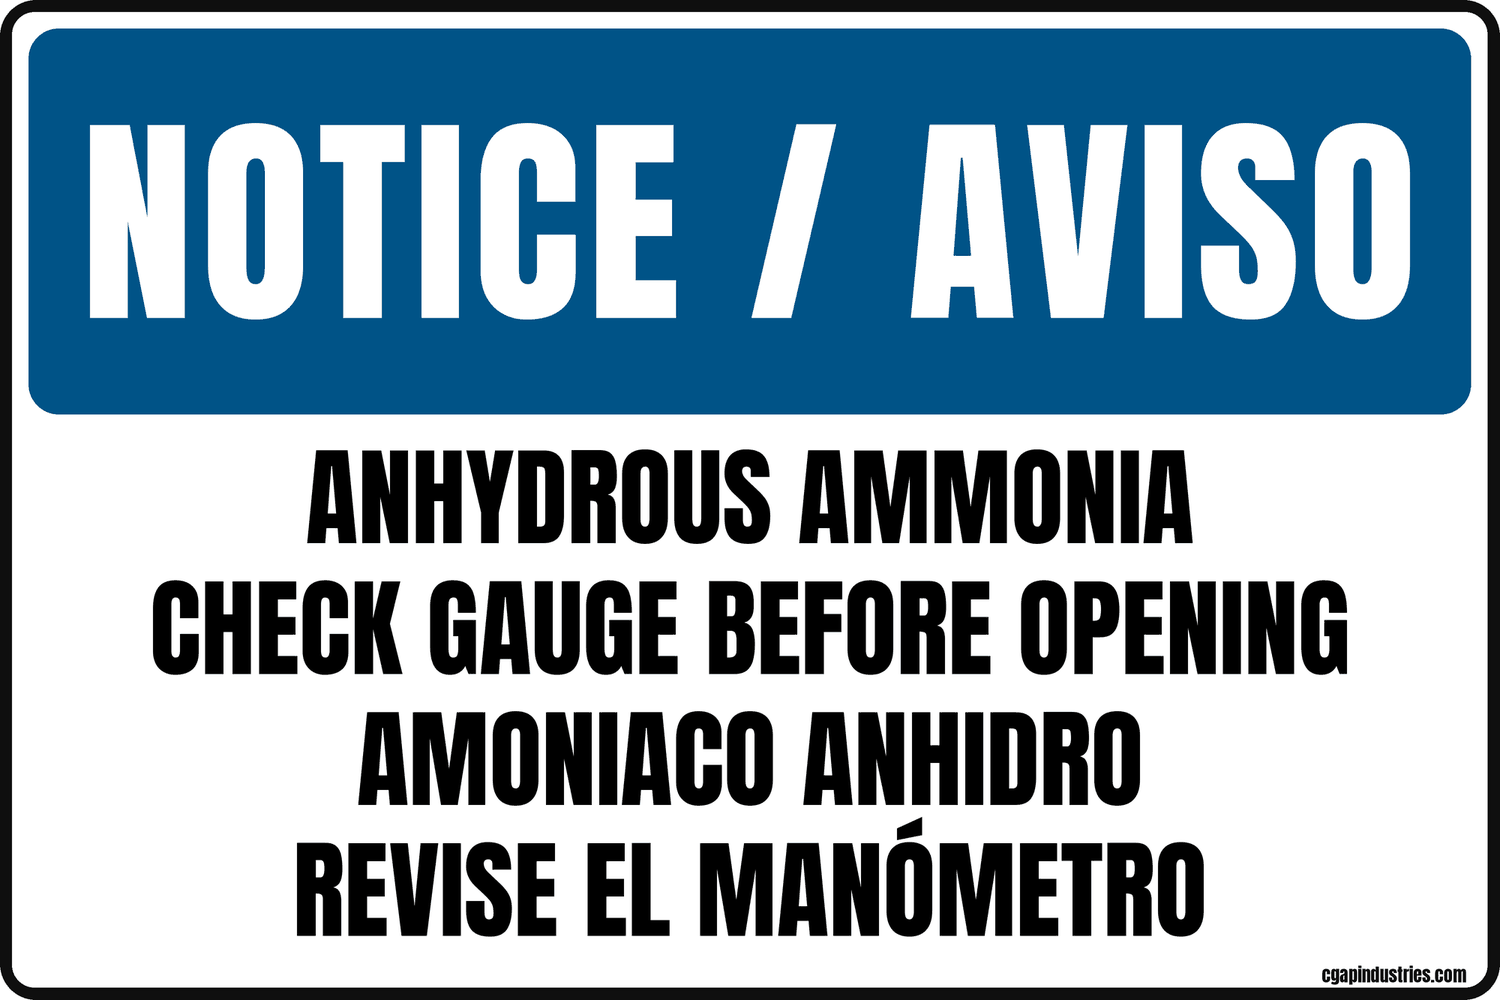 NOTICE / AVISO
ANHYDROUS AMMONIA
CHECK GAUGE BEFORE OPENING
AMONIACO ANHIDRO
REVISE EL MANÓMETRO
cgapindustries.com